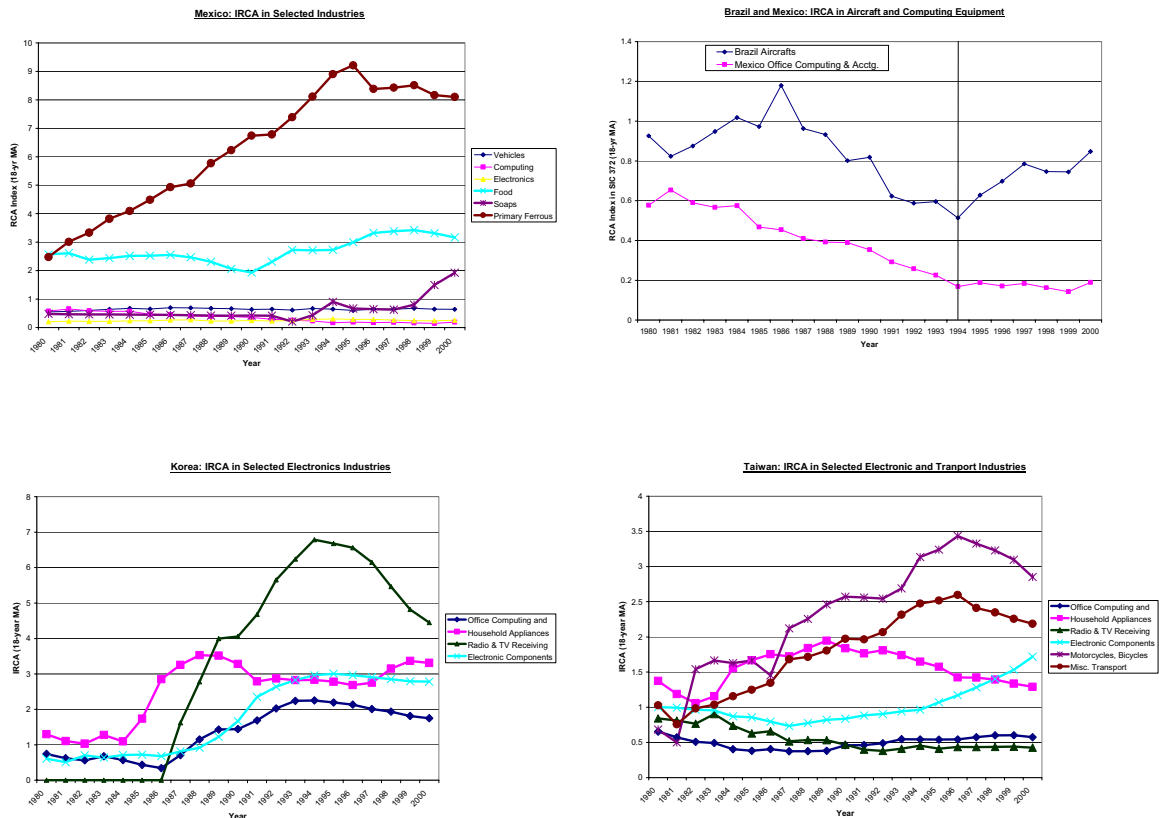 Mexico: IRCA in Selected Industries
10
9
8
7
6
5
4
3
2
1
0
RCA Index (18-yr MA)
1980 1981 1982 1983 1984 1985 1986 1987 1988 1989 1990 1991 1992 1993 1994 1995 1996 1997 1998 1999 2000
Year
Vehicles
Computing
Electronics
Food
Soaps
Primary Ferrous
Brazil and Mexico: IRCA in Aircraft and Computing Equipment
1.4
1.2
1
0.8
0.6
0.4
0.2
0
RCA Index in SIC 372 (18-yr MA)
Brazil Aircrafts
Mexico Office Computing & Acctg.
1980 1981 1982 1983 1984 1985 1986 1987 1988 1989 1990 1991 1992 1993 1994 1995 1996 1997 1998 1999 2000
Year
Korea: IRCA in Selected Electronics Industries
8
7
6
5
4
3
2
1
0
IRCA (18-year MA)
1980 1981 1982 1983 1984 1985 1986 1987 1988 1989 1990 1991 1992 1993 1994 1995 1996 1997 1998 1999 2000
Year
Office Computing and
Household Appliances
Radio & TV Receiving
Electronic Components
Taiwan: IRCA in Selected Electronic and Tranport Industries
4
3.5
3
2.5
2
1.5
1
0.5
0
IRCA (18-year MA)
1980 1981 1982 1983 1984 1985 1986 1987 1988 1989 1990 1991 1992 1993 1994 1995 1996 1997 1998 1999 2000
Year
Office Computing and
Household Appliances
Radio & TV Receiving
Electronic Components
Motorcycles, Bicycles
Misc. Transport